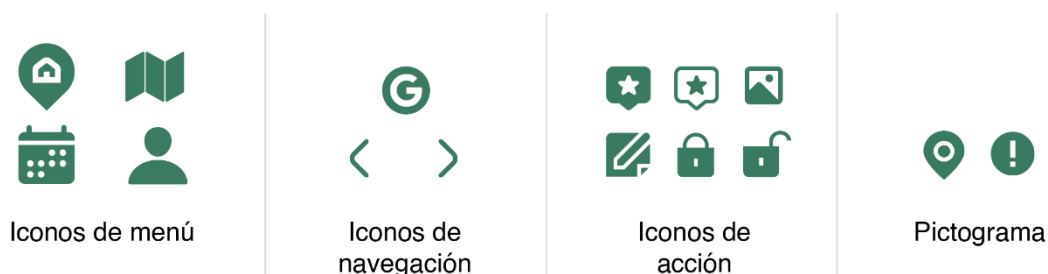 Iconos de menú
Iconos de
navegación
Iconos de
acción
Pictograma